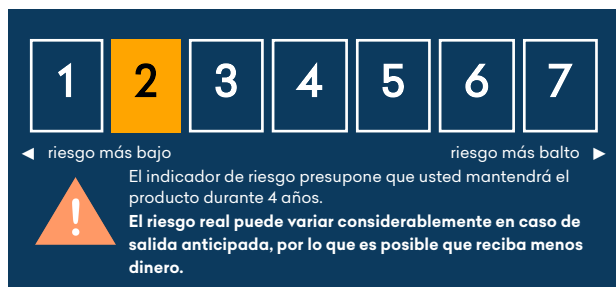 1 2 3 4 5 6 7
◄ riesgo más bajo riesgo más balto ►
El indicador de riesgo presupone que usted mantendrá el
producto durante 4 años.
El riesgo real puede variar considerablemente en caso de
salida anticipada, por lo que es posible que reciba menos
dinero.
!